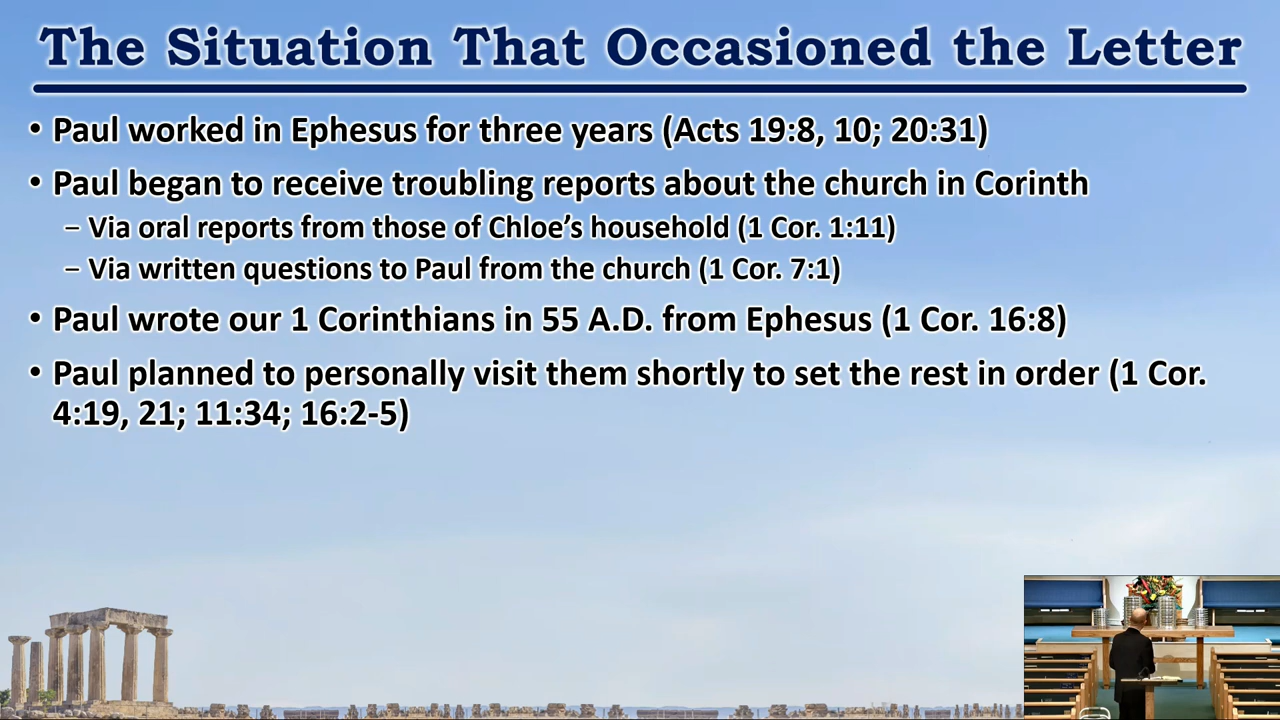 The Situation That Occasioned the Letter
• Paul worked in Ephesus for three years (Acts 19:8, 10; 20:31)
• Paul began to receive troubling reports about the church in Corinth
– Via oral reports from those of Chloe’s household (1 Cor. 1:11)
– Via written questions to Paul from the church (1 Cor. 7:1)
• Paul wrote our 1 Corinthians in 55 A.D. from Ephesus (1 Cor. 16:8)
• Paul planned to personally visit them shortly to set the rest in order (1 Cor.
4:19, 21; 11:34; 16:2-5)